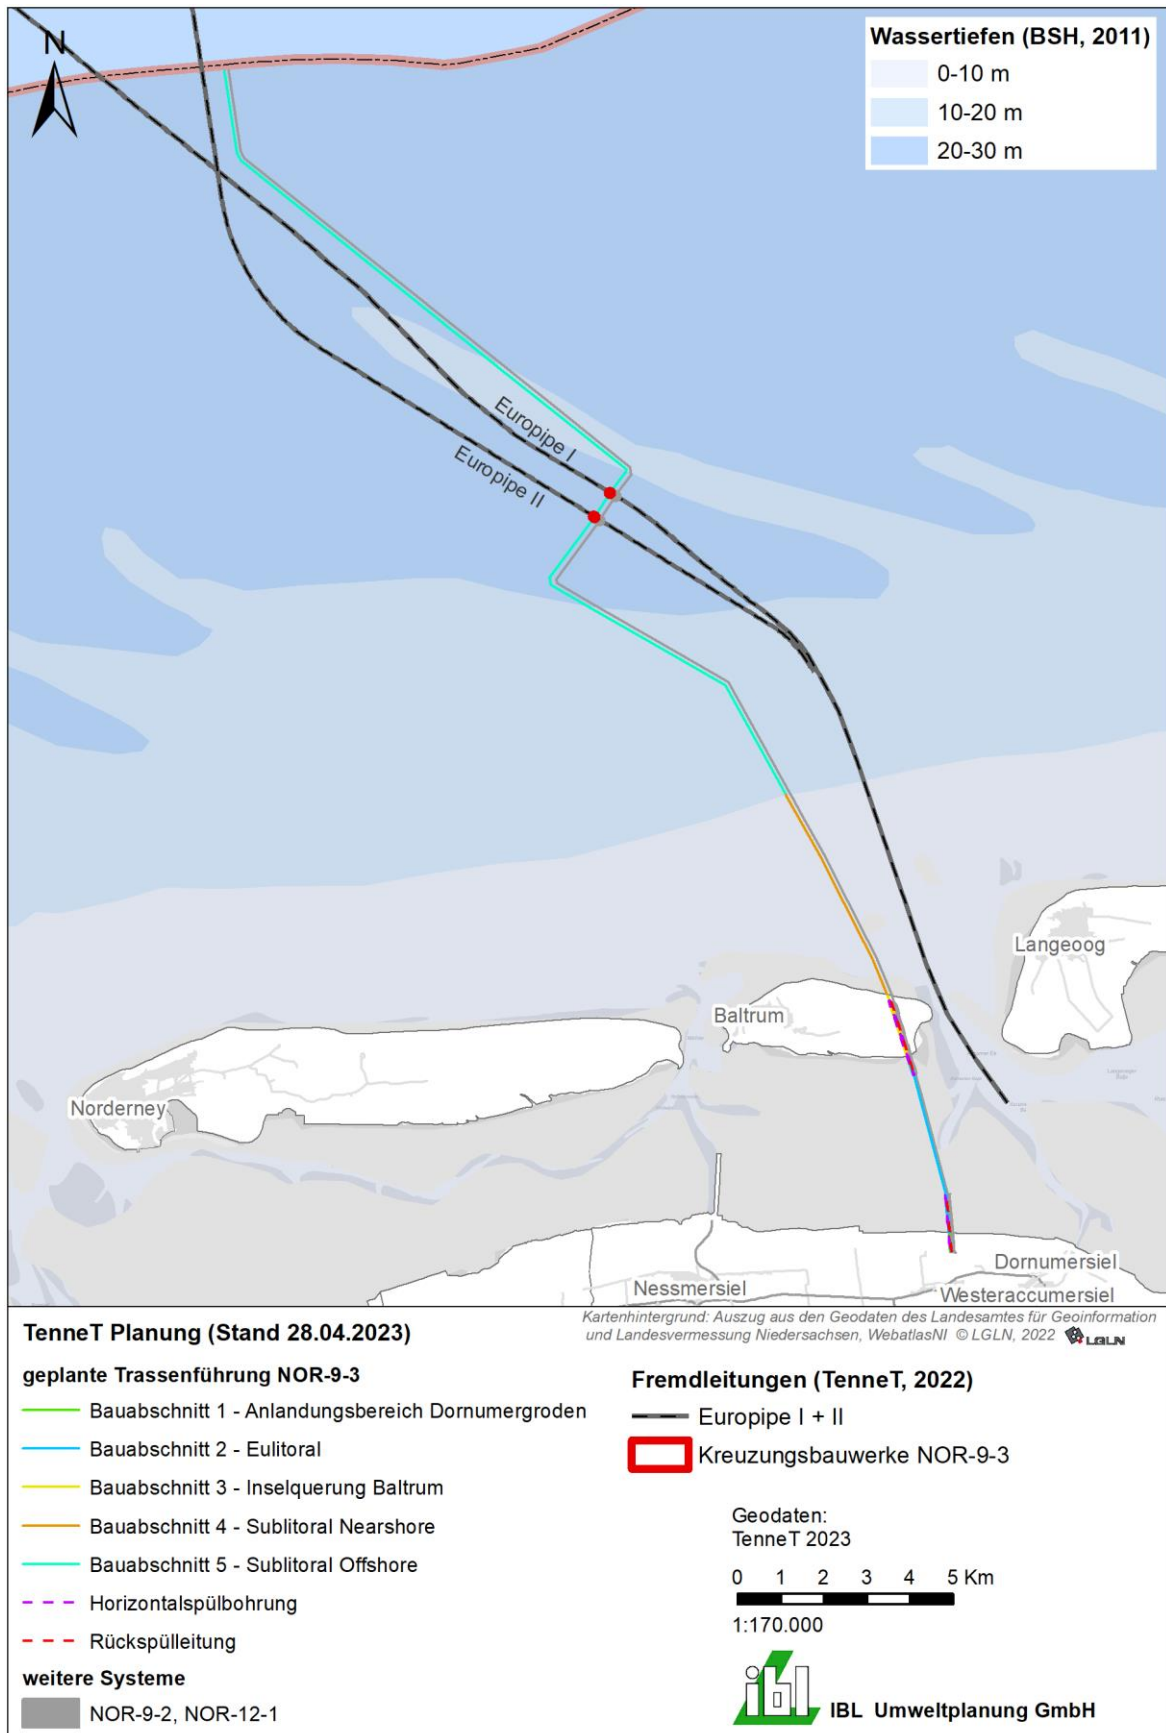 N
Wassertiefen (BSH, 2011)
0-10 m
10-20 m
20-30 m
Europipe I
Europipe II
Langeoog
Baltrum
Norderney
Dornumersiel
Nessmersiel
Westeraccumersiel
Kartenhintergrund: Auszug aus den Geodaten des Landesamtes für Geoinformation
und Landesvermessung Niedersachsen, WebatlasNI © LGLN, 2022 LGLN
TenneT Planung (Stand 28.04.2023)
geplante Trassenführung NOR-9-3
Bauabschnitt 1 - Anlandungsbereich Dornumergroden
Bauabschnitt 2 - Eulitoral
Bauabschnitt 3 - Inselquerung Baltrum
Bauabschnitt 4 - Sublitoral Nearshore
Bauabschnitt 5 - Sublitoral Offshore
Horizontalspülbohrung
Rückspülleitung
weitere Systeme
NOR-9-2, NOR-12-1
Fremdleitungen (TenneT, 2022)
Europipe I + II
Kreuzungsbauwerke NOR-9-3
Geodaten:
TenneT 2023
0 1 2 3 4 5 Km
1:170.000
ibl IBL Umweltplanung GmbH